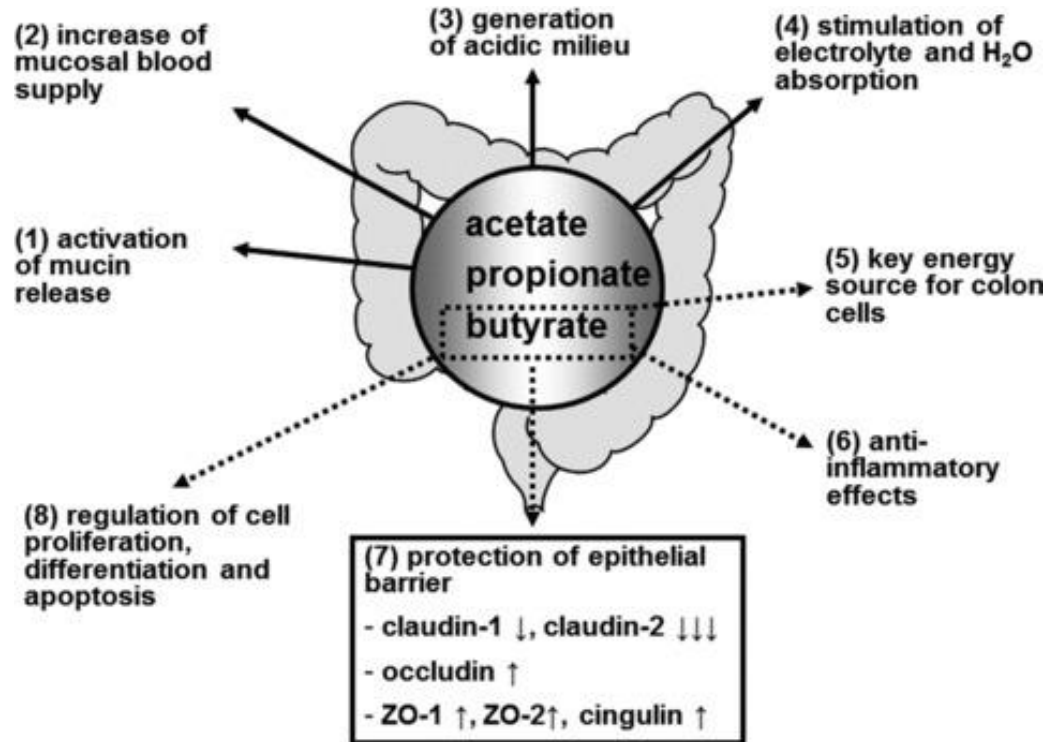 (1) activation
of mucin
release
(2) increase of
mucosal blood
supply
(3) generation
of acidic milieu
(4) stimulation of
electrolyte and H₂O
absorption
acetate
propionate
butyrate
(5) key energy
source for colon
cells
(6) anti-
inflammatory
effects
(7) protection of epithelial
barrier
- claudin-1 ↓, claudin-2 ↓↓↓
- occludin ↑
- ZO-1 ↑, ZO-2↑, cingulin ↑
(8) regulation of cell
proliferation,
differentiation and
apoptosis